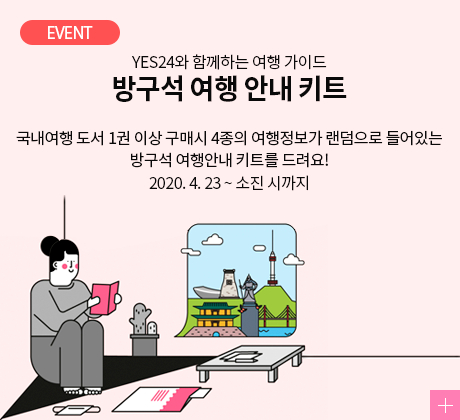 EVENT
YES24와 함께하는 여행 가이드
방구석 여행 안내 키트
국내여행 도서 1권 이상 구매시 4종의 여행정보가 랜덤으로 들어있는
방구석 여행안내 키트를 드려요!
2020. 4. 23 ~ 소진 시까지